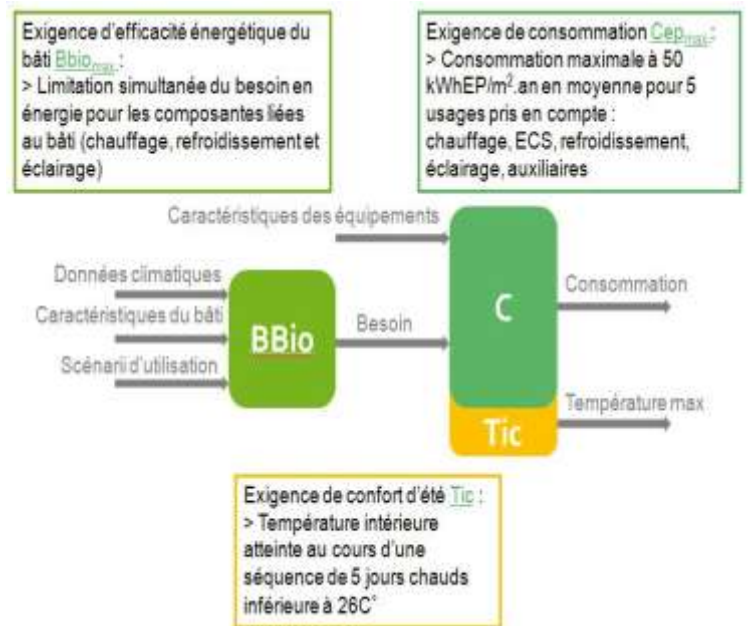 Exigence d'efficacité énergétique du
bâti Bbiomax :
> Limitation simultanée du besoin en
énergie pour les composantes liées
au bâti (chauffage, refroidissement et
éclairage)
Exigence de consommation Cepmax :
> Consommation maximale à 50
kWhEP/m².an en moyenne pour 5
usages pris en compte :
chauffage, ECS, refroidissement,
éclairage, auxiliaires
Caractéristiques des équipements
Données climatiques
Caractéristiques du bâti
Scénarii d'utilisation
BBio
Besoin
C
Consommation
Tic
Température max
Exigence de confort d'été Tic :
> Température intérieure
atteinte au cours d'une
séquence de 5 jours chauds
inférieure à 26C°